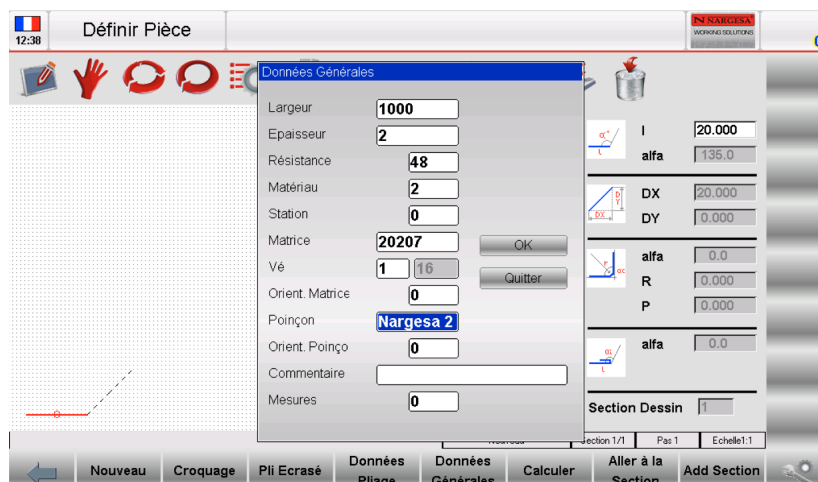 12:38
Définir Pièce
N NARGESA
WORKING SOLUTIONS
Données Générales
Largeur 1000
Epaisseur 2
Résistance 48
Matériau 2
Station 0
Matrice 20207
OK
Vé 1 16
Quitter
Orient. Matrice 0
Poinçon Nargesa 2
Orient. Poinço 0
Commentaire
Mesures 0
l 20.000
alfa 135.0
DX 20.000
DY 0.000
alfa 0.0
R 0.000
P 0.000
alfa 0.0
Section Dessin 1
Section 1/1
Pas 1
Echelle1:1
Nouveau
Croquage
Pli Ecrasé
Données Pliage
Données Générales
Calculer
Aller à la Section
Add Section